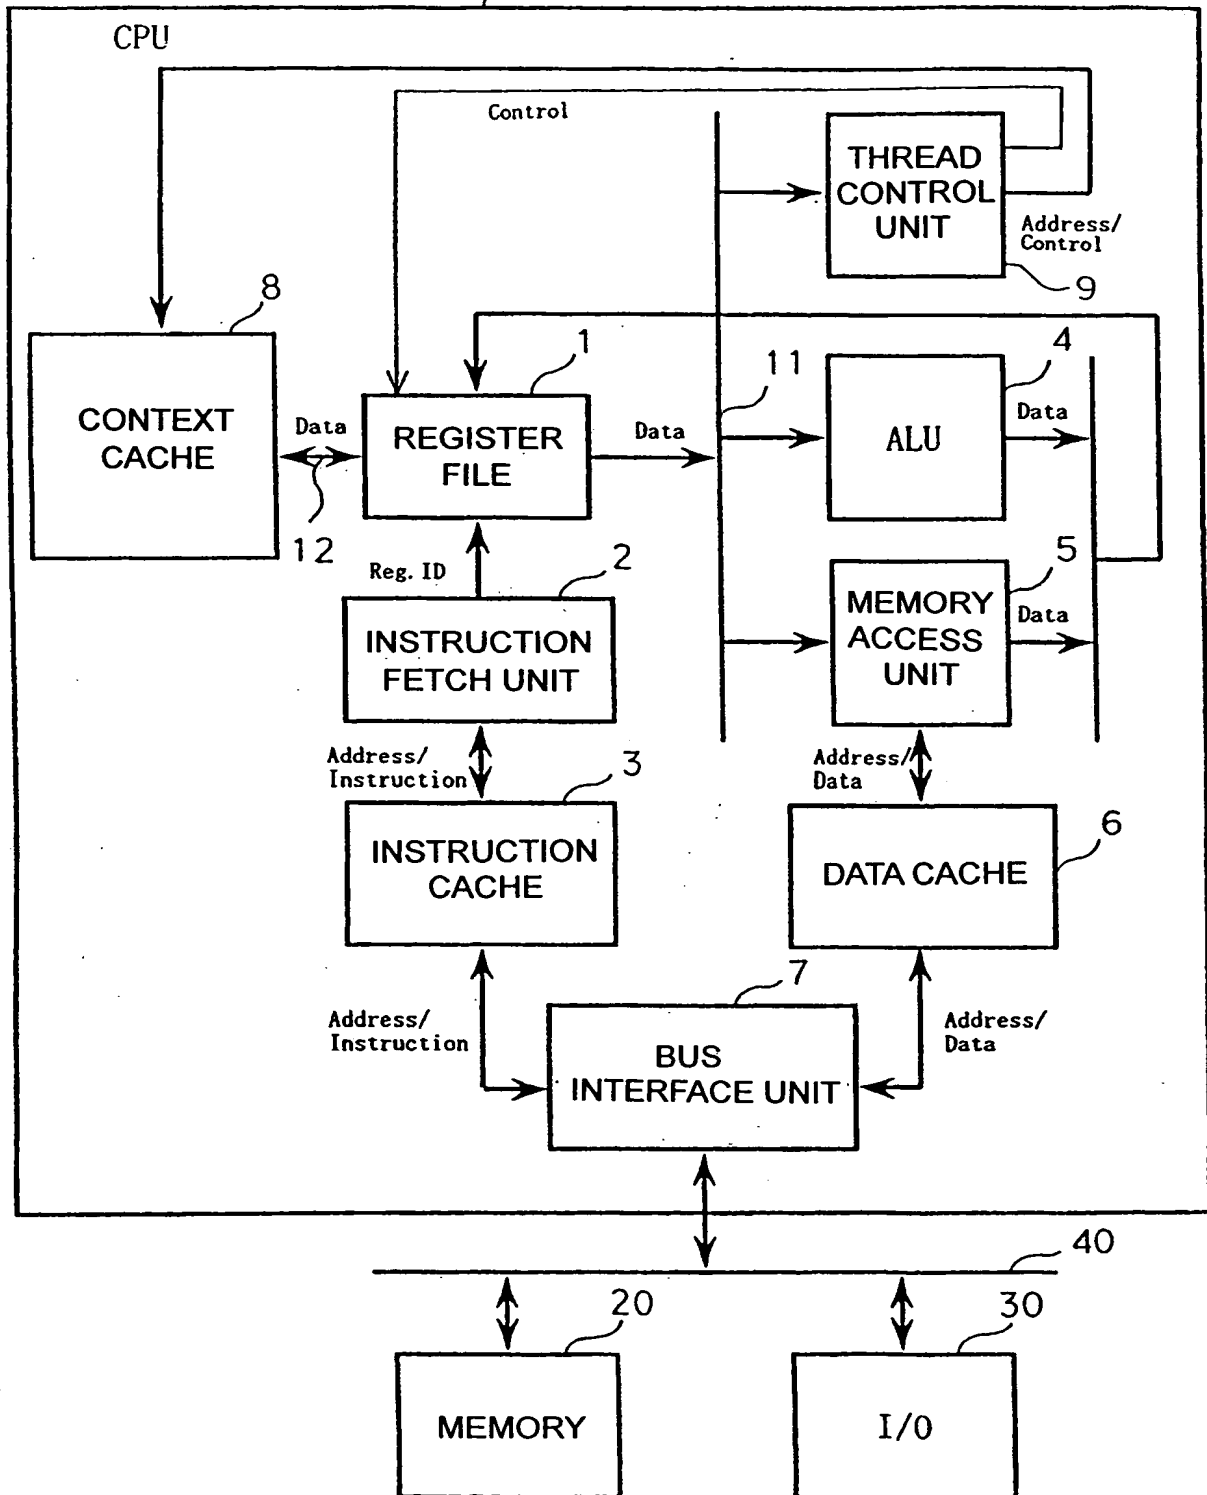 CPU
Control
THREAD
CONTROL
UNIT
Address/
Control
9
8
1
11
4
CONTEXT
CACHE
Data
12
REGISTER
FILE
Data
ALU
Data
Reg. ID
2
5
INSTRUCTION
FETCH UNIT
MEMORY
ACCESS
UNIT
Data
Address/
Instruction
3
Address/
Data
6
INSTRUCTION
CACHE
DATA CACHE
7
Address/
Instruction
BUS
INTERFACE UNIT
Address/
Data
40
20
30
MEMORY
I/O